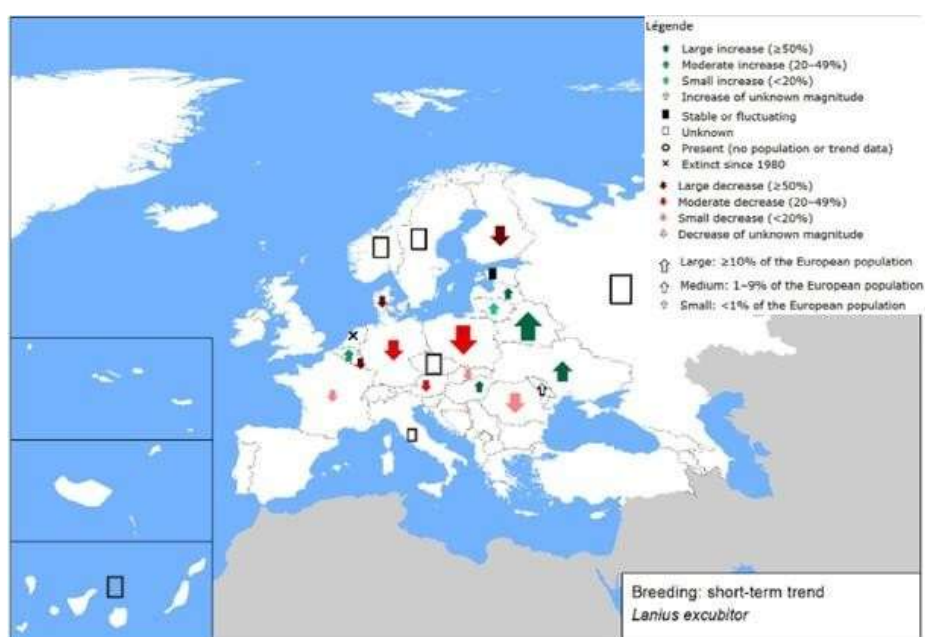 Légende
Large increase (≥50%)
Moderate increase (20–49%)
Small increase (<20%)
Increase of unknown magnitude
Stable or fluctuating
Unknown
Present (no population or trend data)
Extinct since 1980
Large decrease (≥50%)
Moderate decrease (20–49%)
Small decrease (<20%)
Decrease of unknown magnitude
Large: ≥10% of the European population
Medium: 1–9% of the European population
Small: <1% of the European population
Breeding: short-term trend
Lanius excubitor